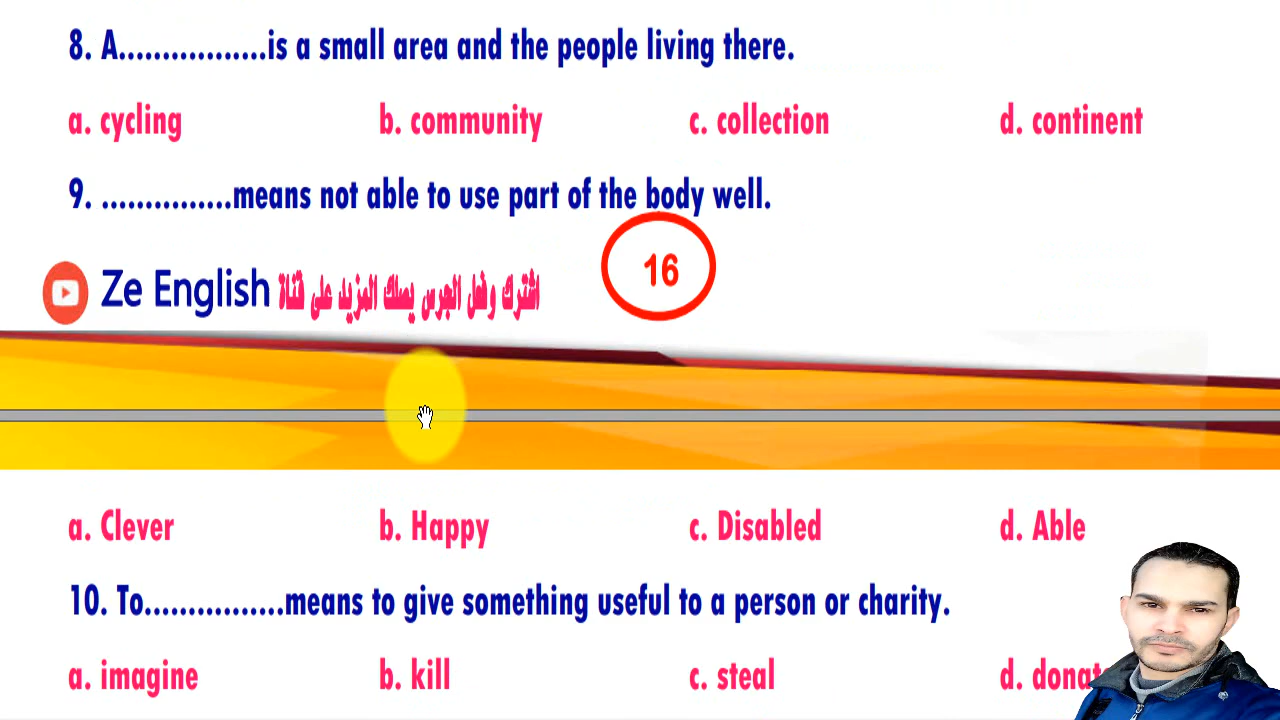 8. A.................is a small area and the people living there.
a. cycling b. community c. collection d. continent
9. ...............means not able to use part of the body well.
16
Ze English اشترك وفعل الجرس يصلك المزيد على قناة
a. Clever b. Happy c. Disabled d. Able
10. To................means to give something useful to a person or charity.
a. imagine b. kill c. steal d.